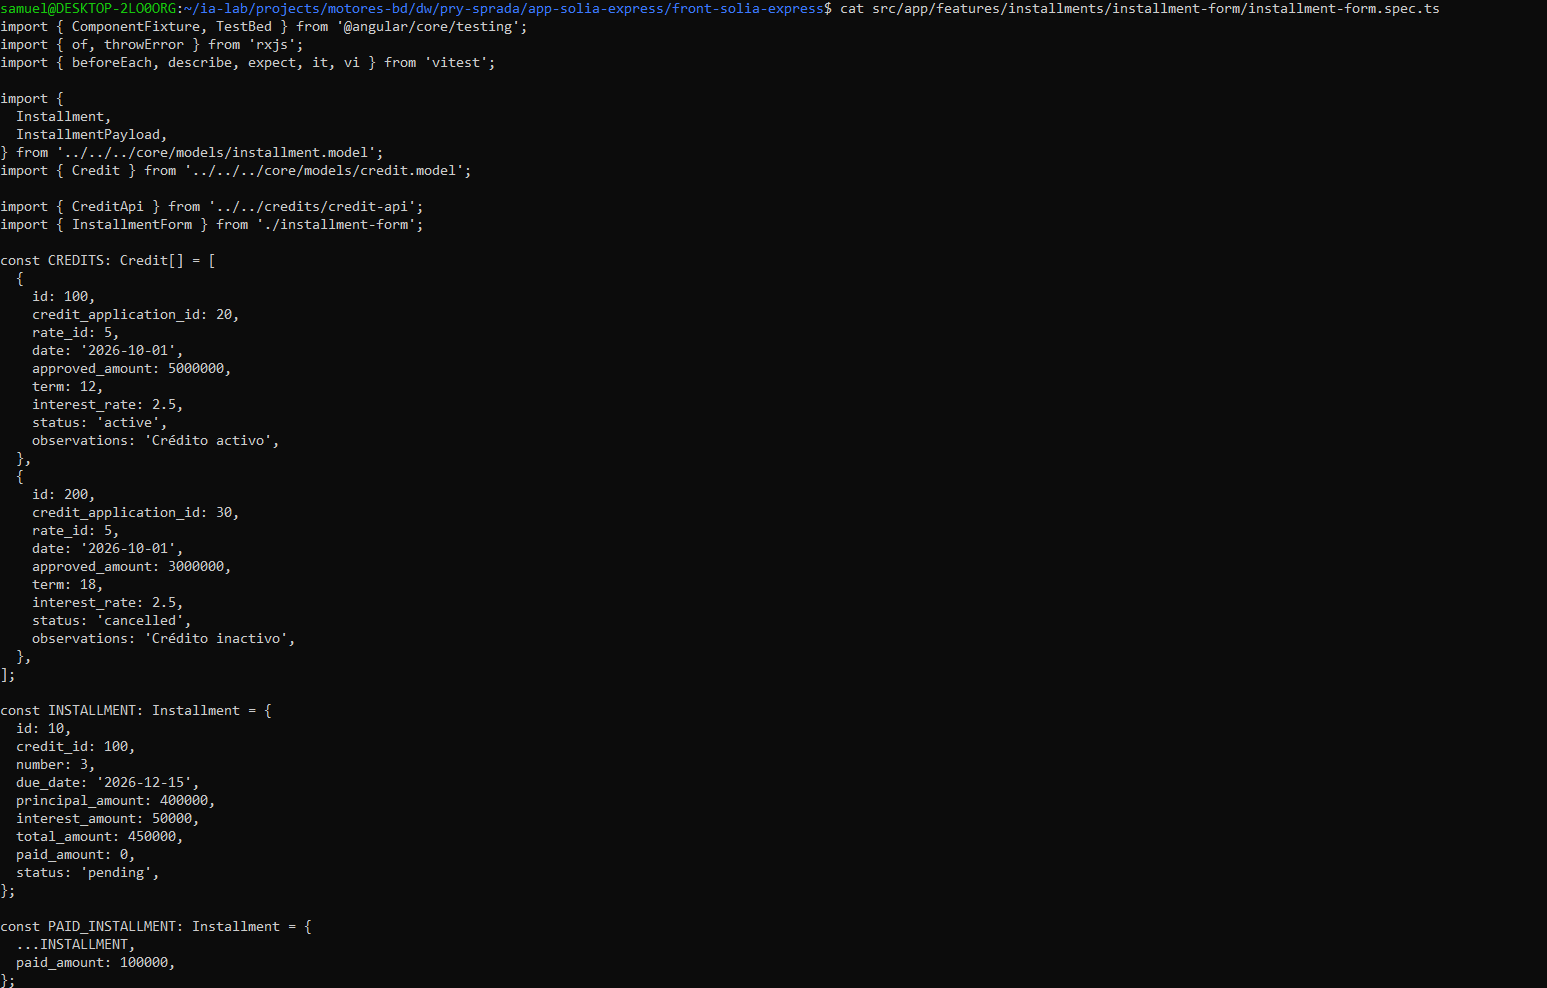 samuel@DESKTOP-2LO0ORG:~/ia-lab/projects/motores-bd/dw/pry-sprada/app-solia-express/front-solia-express$ cat src/app/features/installments/installment-form/installment-form.spec.ts
import { ComponentFixture, TestBed } from '@angular/core/testing';
import { of, throwError } from 'rxjs';
import { beforeEach, describe, expect, it, vi } from 'vitest';

import {
  Installment,
  InstallmentPayload,
} from '../../../core/models/installment.model';
import { Credit } from '../../../core/models/credit.model';

import { CreditApi } from '../../credits/credit-api';
import { InstallmentForm } from './installment-form';

const CREDITS: Credit[] = [
  {
    id: 100,
    credit_application_id: 20,
    rate_id: 5,
    date: '2026-10-01',
    approved_amount: 5000000,
    term: 12,
    interest_rate: 2.5,
    status: 'active',
    observations: 'Crédito activo',
  },
  {
    id: 200,
    credit_application_id: 30,
    rate_id: 5,
    date: '2026-10-01',
    approved_amount: 3000000,
    term: 18,
    interest_rate: 2.5,
    status: 'cancelled',
    observations: 'Crédito inactivo',
  },
];

const INSTALLMENT: Installment = {
  id: 10,
  credit_id: 100,
  number: 3,
  due_date: '2026-12-15',
  principal_amount: 400000,
  interest_amount: 50000,
  total_amount: 450000,
  paid_amount: 0,
  status: 'pending',
};

const PAID_INSTALLMENT: Installment = {
  ...INSTALLMENT,
  paid_amount: 100000,
};